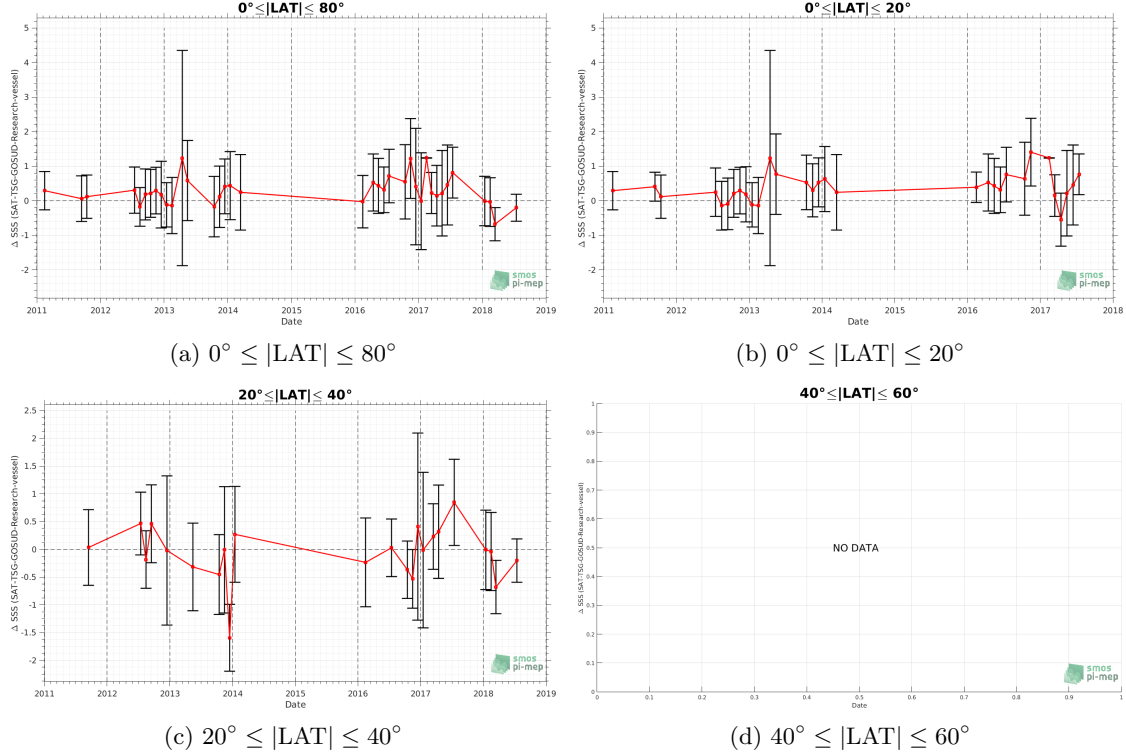 0°≤|LAT|≤ 80°
Δ SSS (SAT-TSG-GOSUD-Research-vessel)
5
4
3
2
1
0
-1
-2
2011 2012 2013 2014 2015 2016 2017 2018 2019
Date
smos
pi-mep
(a) 0° ≤ |LAT| ≤ 80°
0°≤|LAT|≤ 20°
Δ SSS (SAT-TSG-GOSUD-Research-vessel)
5
4
3
2
1
0
-1
-2
2011 2012 2013 2014 2015 2016 2017 2018
Date
smos
pi-mep
(b) 0° ≤ |LAT| ≤ 20°
20°≤|LAT|≤ 40°
Δ SSS (SAT-TSG-GOSUD-Research-vessel)
2.5
2
1.5
1
0.5
0
-0.5
-1
-1.5
-2
2011 2012 2013 2014 2015 2016 2017 2018 2019
Date
smos
pi-mep
(c) 20° ≤ |LAT| ≤ 40°
40°≤|LAT|≤ 60°
Δ SSS (SAT-TSG-GOSUD-Research-vessel)
1
0.9
0.8
0.7
0.6
0.5
0.4
0.3
0.2
0.1
0
NO DATA
0 0.1 0.2 0.3 0.4 0.5 0.6 0.7 0.8 0.9 1
Date
smos
pi-mep
(d) 40° ≤ |LAT| ≤ 60°